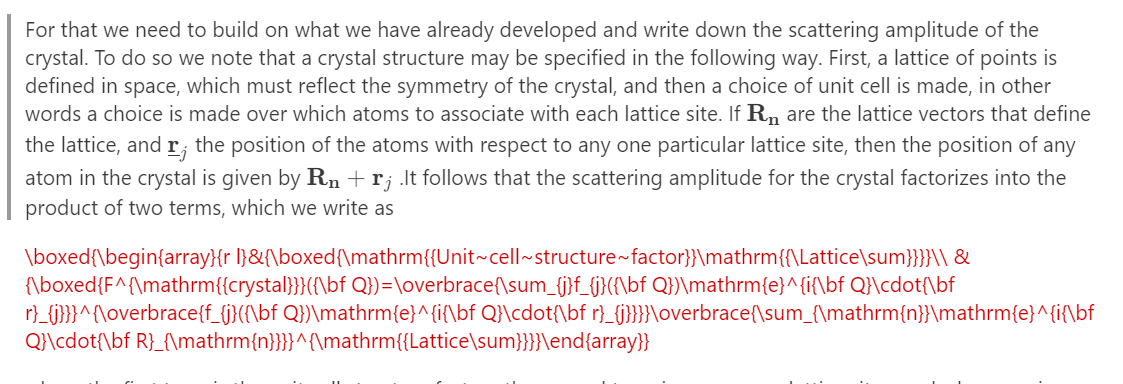 For that we need to build on what we have already developed and write down the scattering amplitude of the
crystal. To do so we note that a crystal structure may be specified in the following way. First, a lattice of points is
defined in space, which must reflect the symmetry of the crystal, and then a choice of unit cell is made, in other
words a choice is made over which atoms to associate with each lattice site. If Rₙ are the lattice vectors that define
the lattice, and r̲ⱼ the position of the atoms with respect to any one particular lattice site, then the position of any
atom in the crystal is given by Rₙ + rⱼ .It follows that the scattering amplitude for the crystal factorizes into the
product of two terms, which we write as
\boxed{\begin{array}{r l}&{\boxed{\mathrm{{Unit~cell~structure~factor}}\mathrm{{\Lattice\sum}}}}\\ &
{\boxed{F^{\mathrm{{crystal}}}({\bf Q})=\overbrace{\sum_{j}f_{j}({\bf Q})\mathrm{e}^{i{\bf Q}\cdot{\bf
r}_{j}}}^{\overbrace{f_{j}({\bf Q})\mathrm{e}^{i{\bf Q}\cdot{\bf r}_{j}}}}\overbrace{\sum_{\mathrm{n}}\mathrm{e}^{i{\bf
Q}\cdot{\bf R}_{\mathrm{n}}}}^{\mathrm{{Lattice\sum}}}}\end{array}}